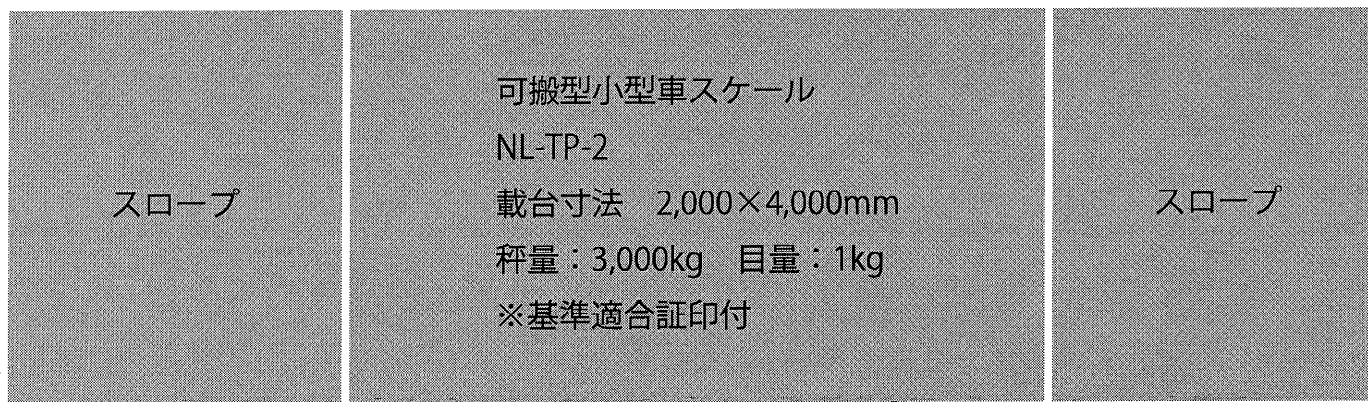 スロープ
可搬型小型車スケール
NL-TP-2
載台寸法　2,000×4,000mm
秤量：3,000kg　目量：1kg
※基準適合証印付
スロープ